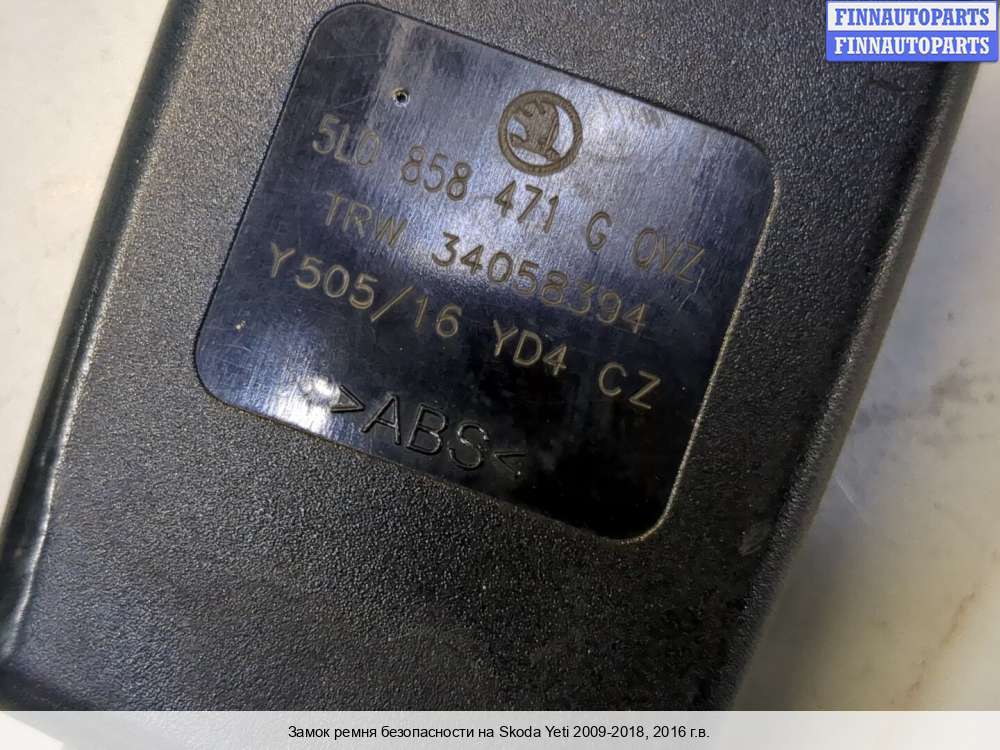 FINNAUTOPARTS
FINNAUTOPARTS
5L0 858 471 G 0VZ
TRW 34058394
Y505/16 YD4 CZ
>ABS<
Замок ремня безопасности на Skoda Yeti 2009-2018, 2016 г.в.